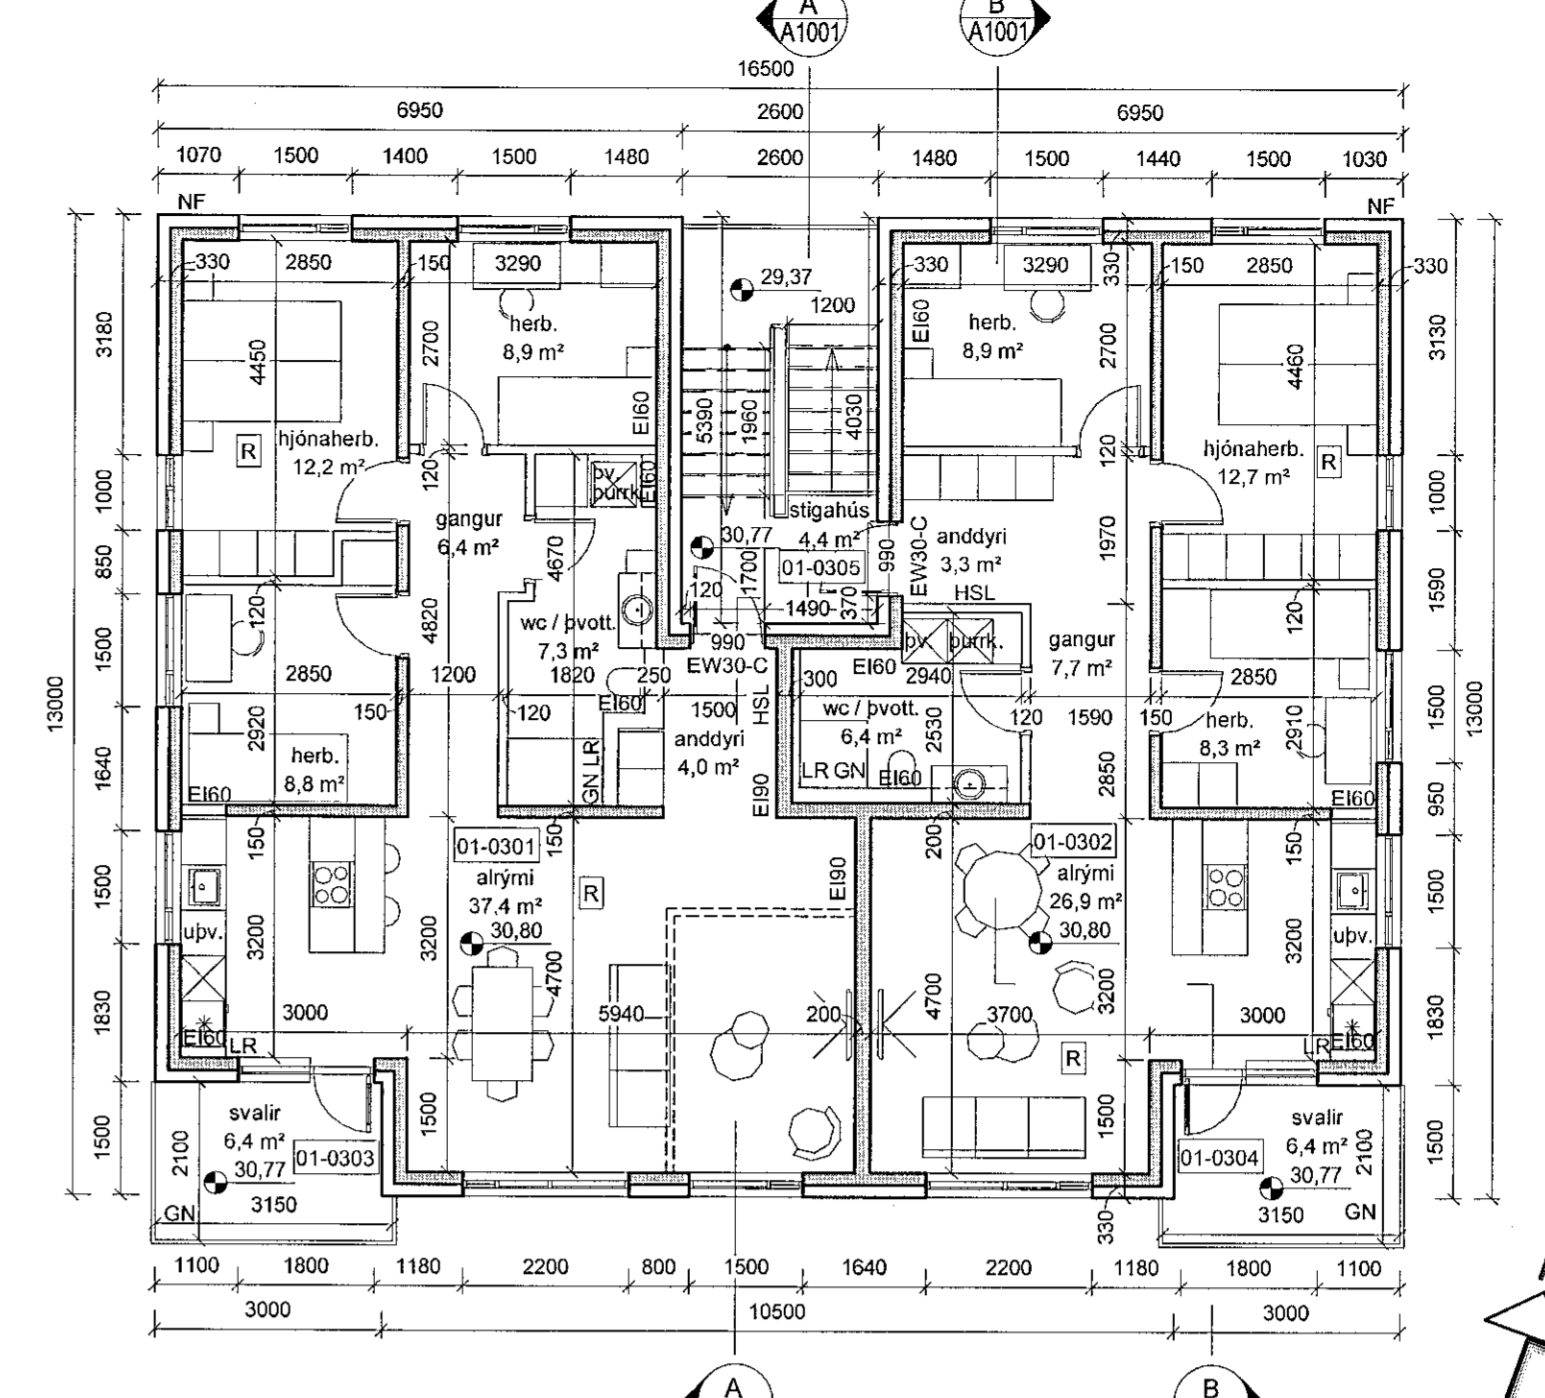 A
A1001
B
A1001
16500
6950 2600 6950
1070 1500 1400 1500 1480 2600 1480 1500 1440 1500 1030
NF NF
330 2850 150 3290 29,37 330 3290 330 150 2850 330
1200
herb.
8,9 m²
herb.
8,9 m²
EI60
3180 4450 2700 2700 4460 3130
EI60 5390 1960 4030
hjónaherb.
12,2 m²
R
hjónaherb.
12,7 m²
R
120 120
þv.
þurrk.
EI60
1000 1000
gangur
6,4 m²
stigahús
4,4 m²
30,77
01-0305
anddyri
3,3 m²
HSL
4670 1700 990 EW30-C 1970
850 1590
120 4820 120 1490 370 120
1500
wc / þvott.
7,3 m²
990
EW30-C
þv. þurrk.
EI60
gangur
7,7 m²
2850 1200 1820 250 300 2940 2850
150 120 EI60 1500 HSL 120 1590 150
wc / þvott.
6,4 m²
2530
herb.
8,3 m²
2910 1500
13000 13000
2920
anddyri
4,0 m²
LR GN EI60
1640
herb.
8,8 m²
GN LR EI90 2850 950
EI60 EI60
150 150 200 150
01-0301
alrými
37,4 m²
30,80
R
EI90
01-0302
alrými
26,9 m²
30,80
1500 1500
uþv. uþv.
3200 3200 4700 4700 3200 3200
3000 5940 200 3700 3000
1830 1830
EI60 LR R LR EI60
svalir
6,4 m²
30,77
01-0303
svalir
6,4 m²
30,77
01-0304
1500 2100 1500 1500 2100 1500
3150 3150
GN 330 GN
1100 1800 1180 2200 800 1500 1640 2200 1180 1800 1100
3000 10500 3000
A B